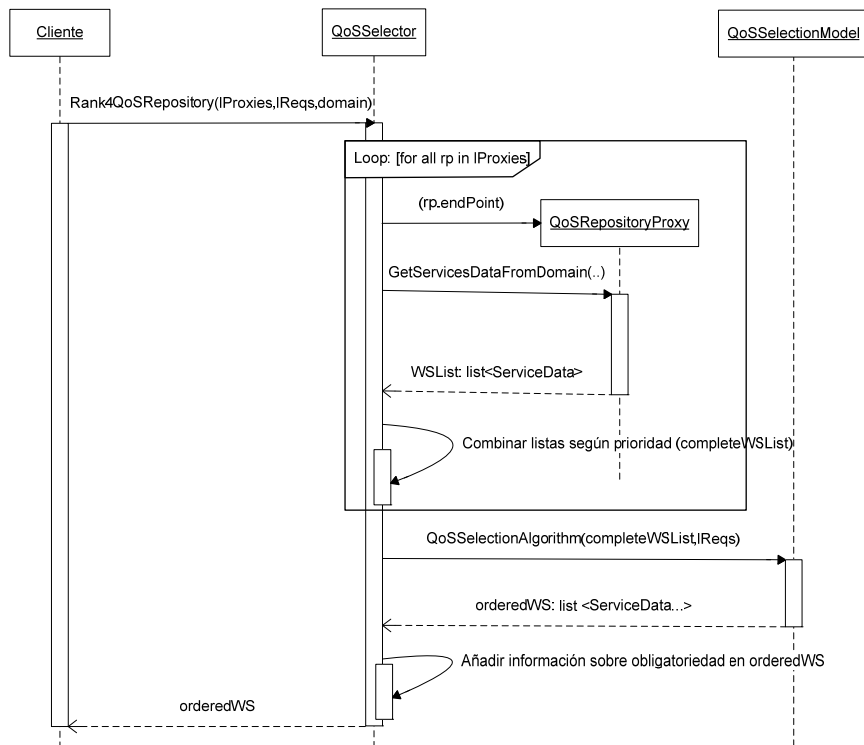 Cliente
QoSSelector
QoSSelectionModel
Rank4QoSRepository(lProxies,lReqs,domain)
Loop: [for all rp in lProxies]
(rp.endPoint)
QoSRepositoryProxy
GetServicesDataFromDomain(..)
WSList: list<ServiceData>
Combinar listas según prioridad (completeWSList)
QoSSelectionAlgorithm(completeWSList,lReqs)
orderedWS: list <ServiceData...>
Añadir información sobre obligatoriedad en orderedWS
orderedWS